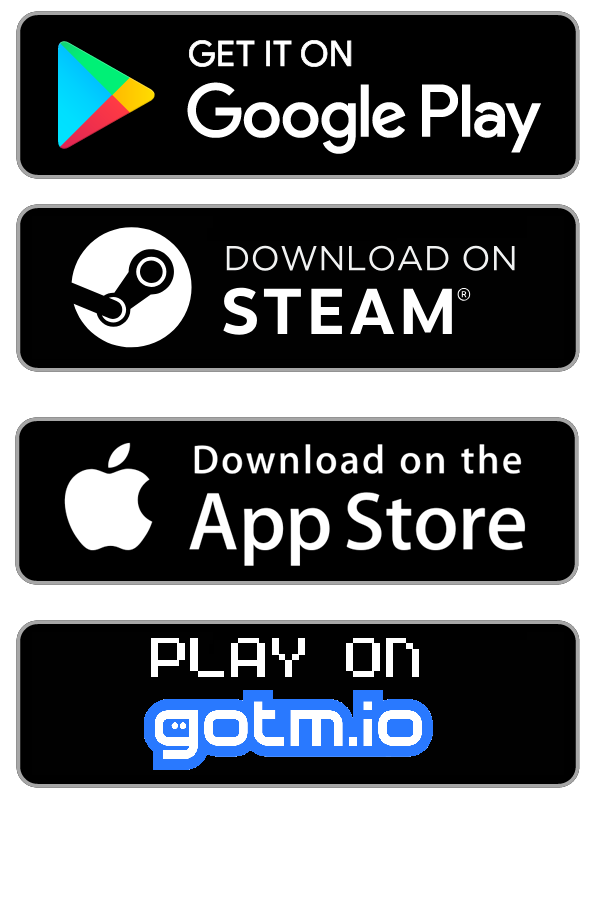 GET IT ON
Google Play
DOWNLOAD ON
STEAM®
Download on the
App Store
PLAY ON
gotm.io